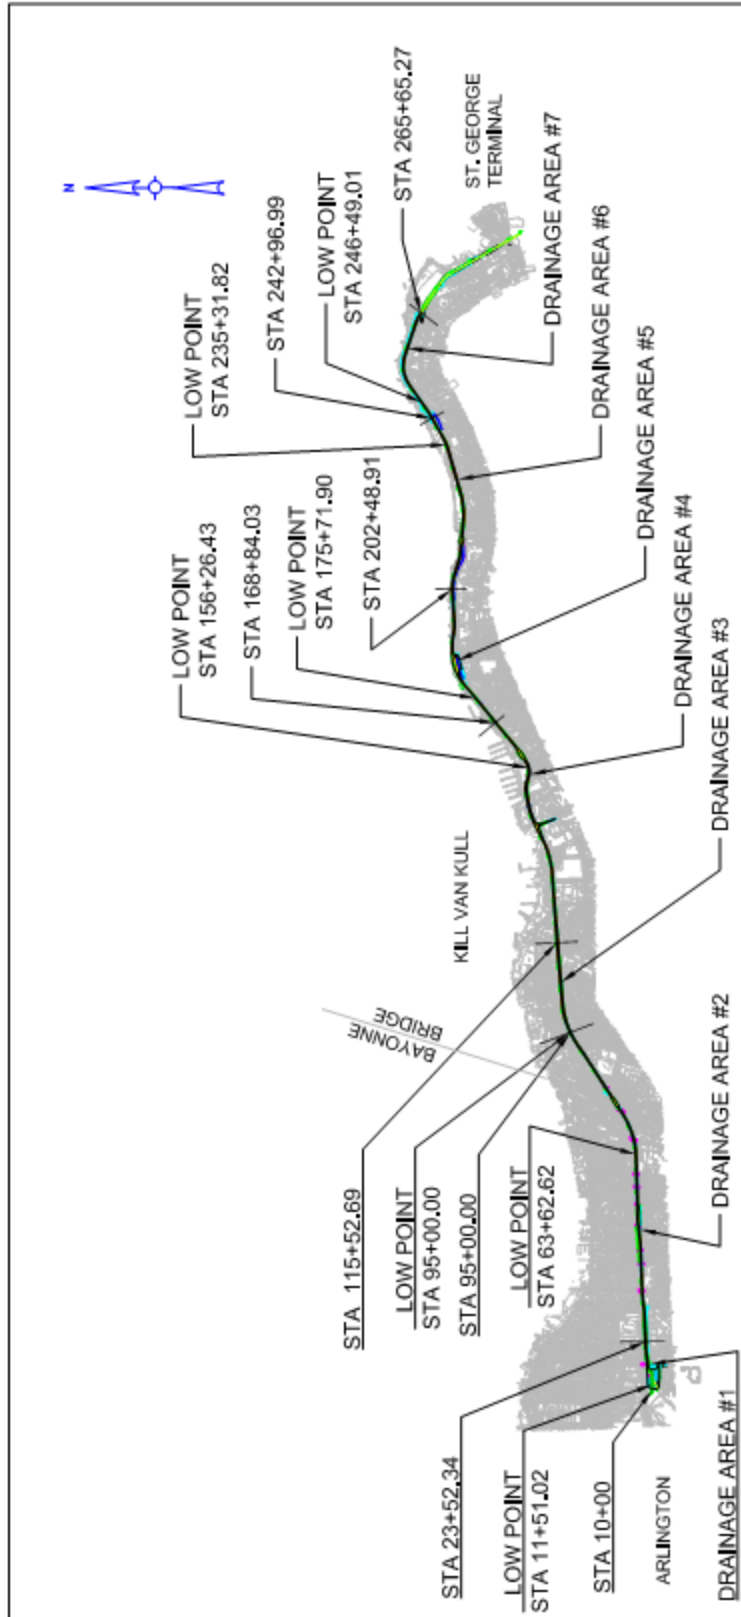 N
LOW POINT
STA 235+31.82
STA 242+96.99
LOW POINT
STA 246+49.01
STA 265+65.27
ST. GEORGE
TERMINAL
LOW POINT
STA 156+26.43
STA 168+84.03
LOW POINT
STA 175+71.90
STA 202+48.91
DRAINAGE AREA #7
DRAINAGE AREA #6
DRAINAGE AREA #5
DRAINAGE AREA #4
DRAINAGE AREA #3
KILL VAN KULL
BAYONNE
BRIDGE
STA 115+52.69
LOW POINT
STA 95+00.00
STA 95+00.00
LOW POINT
STA 63+62.62
DRAINAGE AREA #2
STA 23+52.34
LOW POINT
STA 11+51.02
STA 10+00
ARLINGTON
DRAINAGE AREA #1